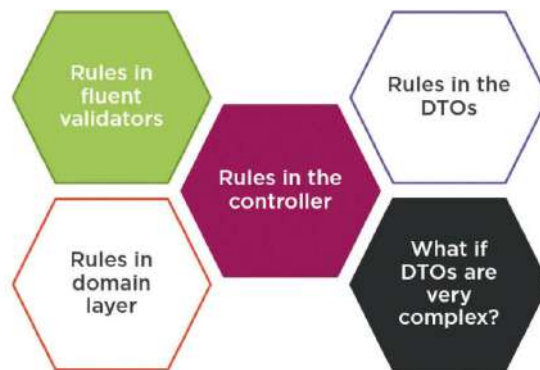 Rules in
fluent
validators
Rules in the
DTOs
Rules in the
controller
Rules in
domain
layer
What if
DTOs are
very
complex?